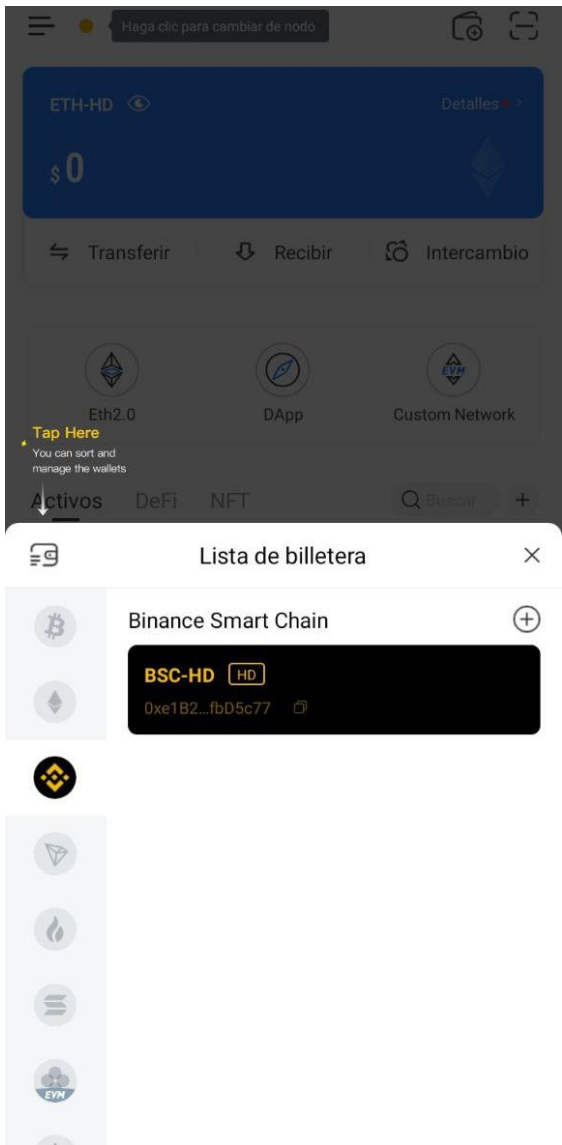 Haga clic para cambiar de nodo
ETH-HD Detalles
$ 0
Transferir Recibir Intercambio
EVM
Eth2.0 DApp Custom Network
Tap Here
You can sort and
manage the wallets
Activos DeFi NFT Buscar +
Lista de billetera
Binance Smart Chain
BSC-HD HD
0xe1B2...fbD5c77
EVM